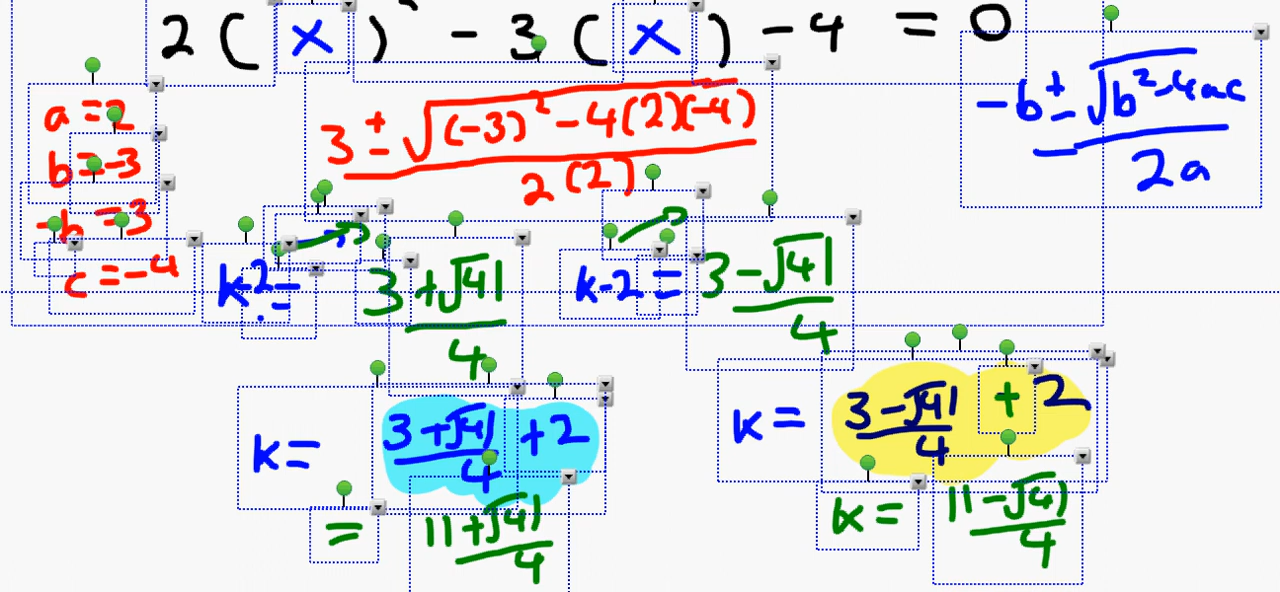 2(x)² - 3(x) - 4 = 0
-b ± √b²-4ac
2a
a = 2
b = -3
-b = 3
c = -4
3 ± √(-3)² - 4(2)(-4)
2(2)
k-2 = 3 + √41
4
k-2 = 3 - √41
4
k = 3 + √41 + 2
4
= 11 + √41
4
k = 3 - √41 + 2
4
k = 11 - √41
4